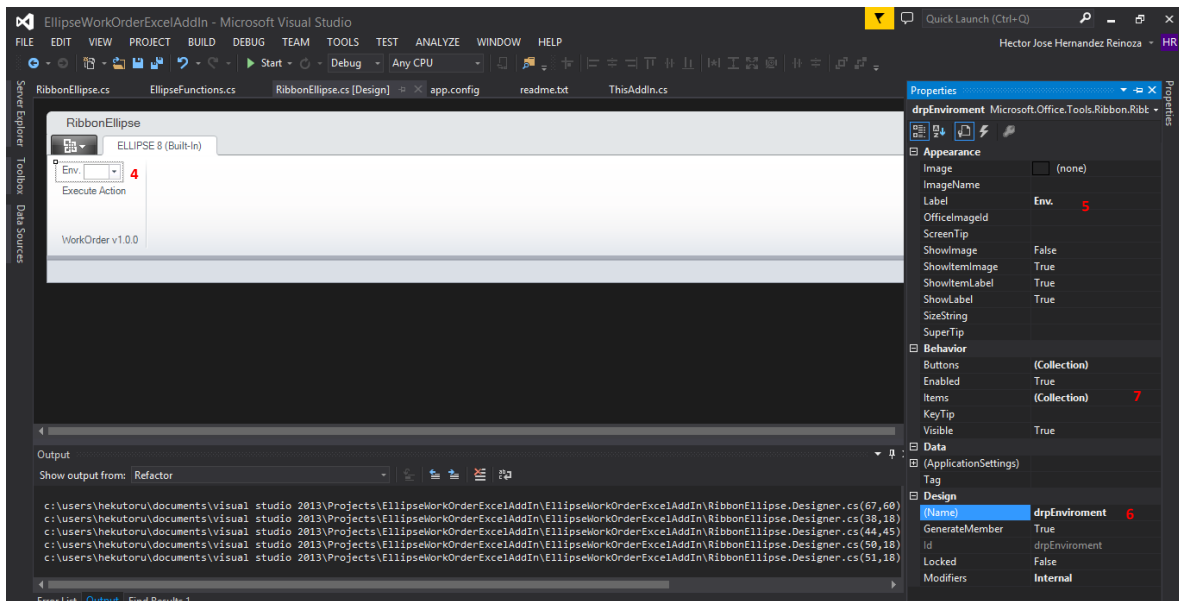 EllipseWorkOrderExcelAddIn - Microsoft Visual Studio
Quick Launch (Ctrl+Q)
FILE EDIT VIEW PROJECT BUILD DEBUG TEAM TOOLS TEST ANALYZE WINDOW HELP
Hector Jose Hernandez Reinoza HR
Start Debug Any CPU
Server Explorer
Toolbox
Data Sources
RibbonEllipse.cs EllipseFunctions.cs RibbonEllipse.cs [Design] app.config readme.txt ThisAddIn.cs
RibbonEllipse
ELLIPSE 8 (Built-In)
Env. 4
Execute Action
WorkOrder v1.0.0
Output
Show output from: Refactor
c:\users\hekutoru\documents\visual studio 2013\Projects\EllipseWorkOrderExcelAddIn\EllipseWorkOrderExcelAddIn\RibbonEllipse.Designer.cs(67,60)
c:\users\hekutoru\documents\visual studio 2013\Projects\EllipseWorkOrderExcelAddIn\EllipseWorkOrderExcelAddIn\RibbonEllipse.Designer.cs(38,18)
c:\users\hekutoru\documents\visual studio 2013\Projects\EllipseWorkOrderExcelAddIn\EllipseWorkOrderExcelAddIn\RibbonEllipse.Designer.cs(44,45)
c:\users\hekutoru\documents\visual studio 2013\Projects\EllipseWorkOrderExcelAddIn\EllipseWorkOrderExcelAddIn\RibbonEllipse.Designer.cs(50,18)
c:\users\hekutoru\documents\visual studio 2013\Projects\EllipseWorkOrderExcelAddIn\EllipseWorkOrderExcelAddIn\RibbonEllipse.Designer.cs(51,18)
Error List Output Find Results 1
Properties
Properties
drpEnviroment Microsoft.Office.Tools.Ribbon.Ribb
Appearance
Image (none)
ImageName
Label Env. 5
OfficeImageId
ScreenTip
ShowImage False
ShowItemImage True
ShowItemLabel True
ShowLabel True
SizeString
SuperTip
Behavior
Buttons (Collection)
Enabled True
Items (Collection) 7
KeyTip
Visible True
Data
(ApplicationSettings)
Tag
Design
(Name) drpEnviroment 6
GenerateMember True
Id drpEnviroment
Locked False
Modifiers Internal